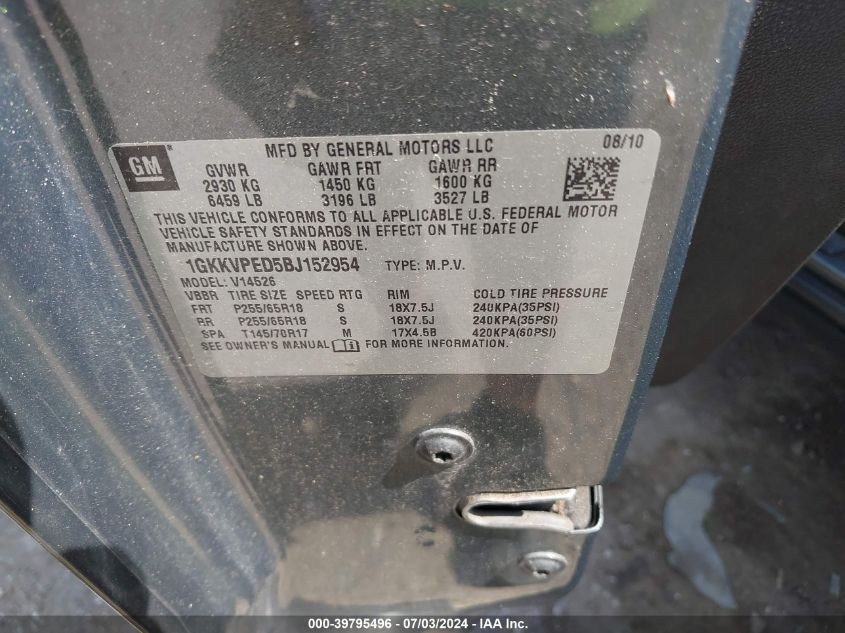 GM
MFD BY GENERAL MOTORS LLC 08/10
GVWR GAWR FRT GAWR RR
2930 KG 1450 KG 1600 KG
6459 LB 3196 LB 3527 LB
THIS VEHICLE CONFORMS TO ALL APPLICABLE U.S. FEDERAL MOTOR
VEHICLE SAFETY STANDARDS IN EFFECT ON THE DATE OF
MANUFACTURE SHOWN ABOVE.
1GKKVPED5BJ152954 TYPE: M.P.V.
MODEL: V14526
VBBR TIRE SIZE SPEED RTG RIM COLD TIRE PRESSURE
FRT P255/65R18 S 18X7.5J 240KPA(35PSI)
RR P255/65R18 S 18X7.5J 240KPA(35PSI)
SPA T145/70R17 M 17X4.5B 420KPA(60PSI)
SEE OWNER'S MANUAL FOR MORE INFORMATION.
000-39795496 - 07/03/2024 - IAA Inc.